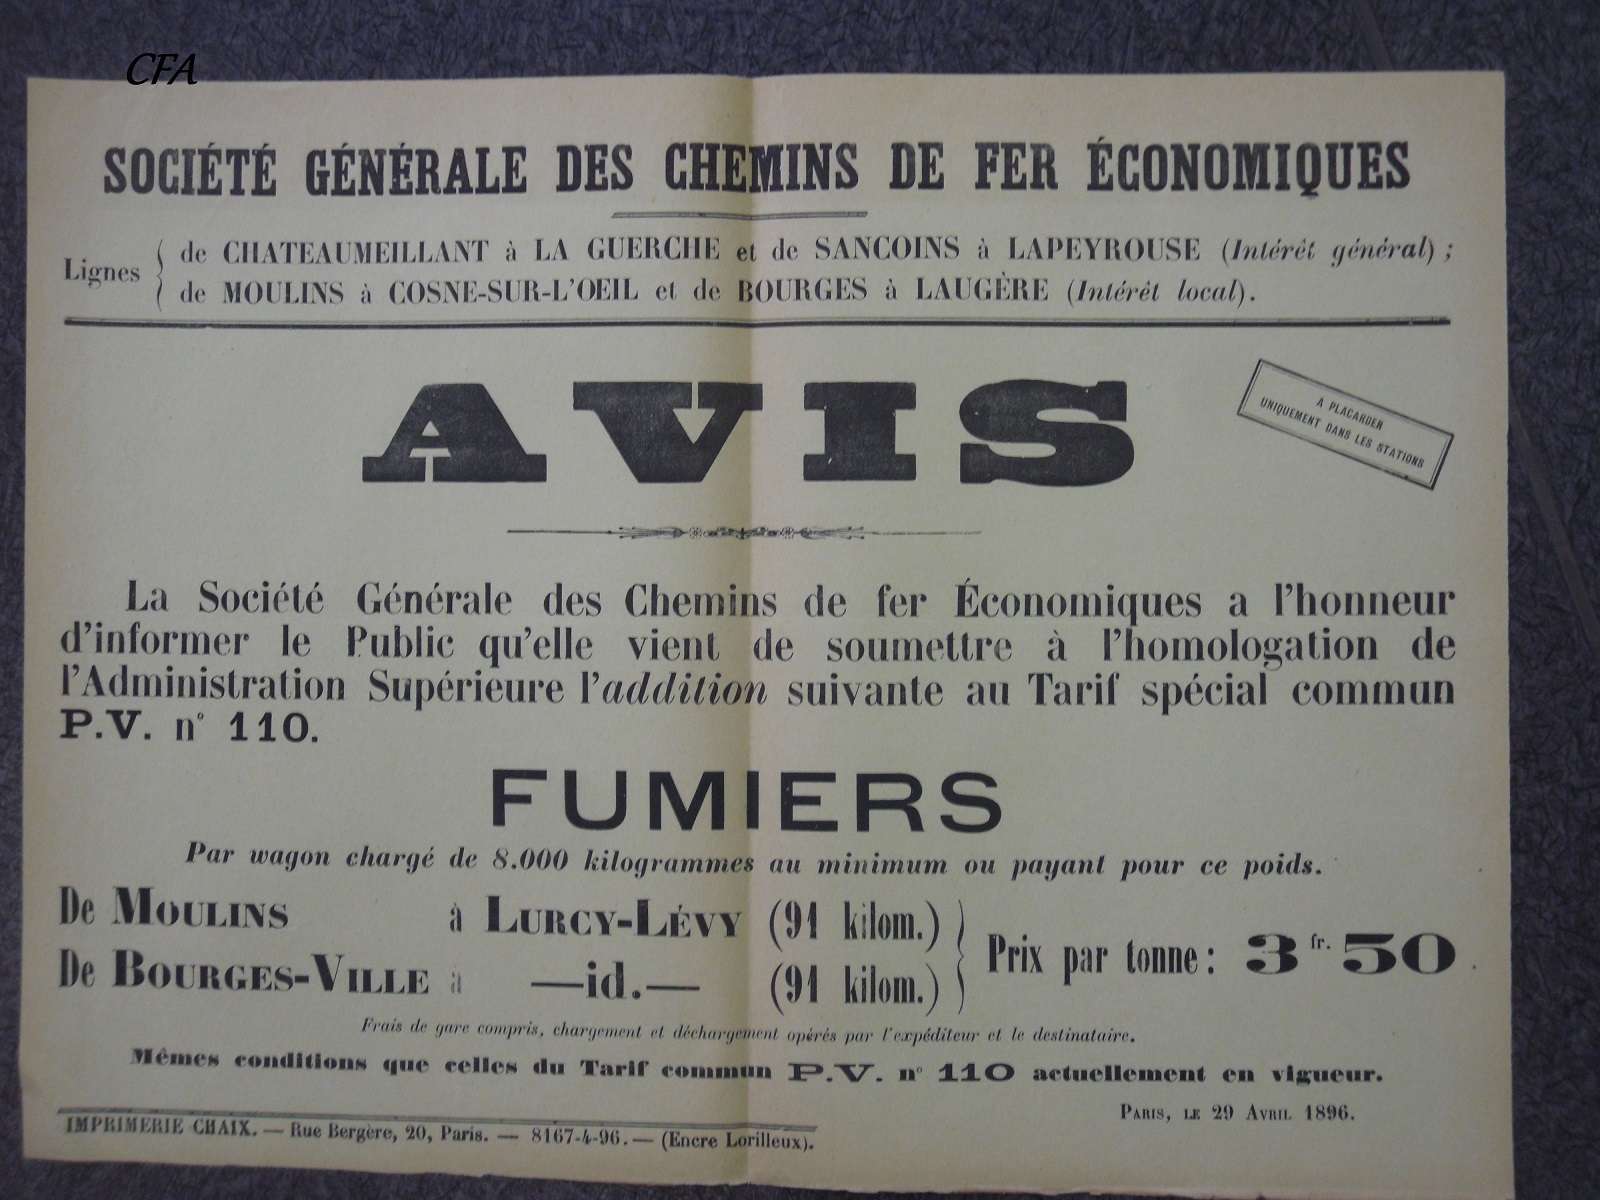 CFA
SOCIÉTÉ GÉNÉRALE DES CHEMINS DE FER ÉCONOMIQUES
Lignes
de CHATEAUMEILLANT à LA GUERCHE et de SANCOINS à LAPEYROUSE (Intérêt général) ;
de MOULINS à COSNE-SUR-L'OEIL et de BOURGES à LAUGÈRE (Intérêt local).
AVIS
A PLACARDER
UNIQUEMENT DANS LES STATIONS
La Société Générale des Chemins de fer Économiques a l'honneur
d'informer le Public qu'elle vient de soumettre à l'homologation de
l'Administration Supérieure l'addition suivante au Tarif spécial commun
P.V. n° 110.
FUMIERS
Par wagon chargé de 8.000 kilogrammes au minimum ou payant pour ce poids.
De MOULINS à LURCY-LÉVY (91 kilom.)
De BOURGES-VILLE à —id.— (91 kilom.)
Prix par tonne : 3 fr. 50
Frais de gare compris, chargement et déchargement opérés par l'expéditeur et le destinataire.
Mêmes conditions que celles du Tarif commun P.V. n° 110 actuellement en vigueur.
PARIS, LE 29 AVRIL 1896.
IMPRIMERIE CHAIX. — Rue Bergère, 20, Paris. — 8167-4-96. — (Encre Lorilleux).